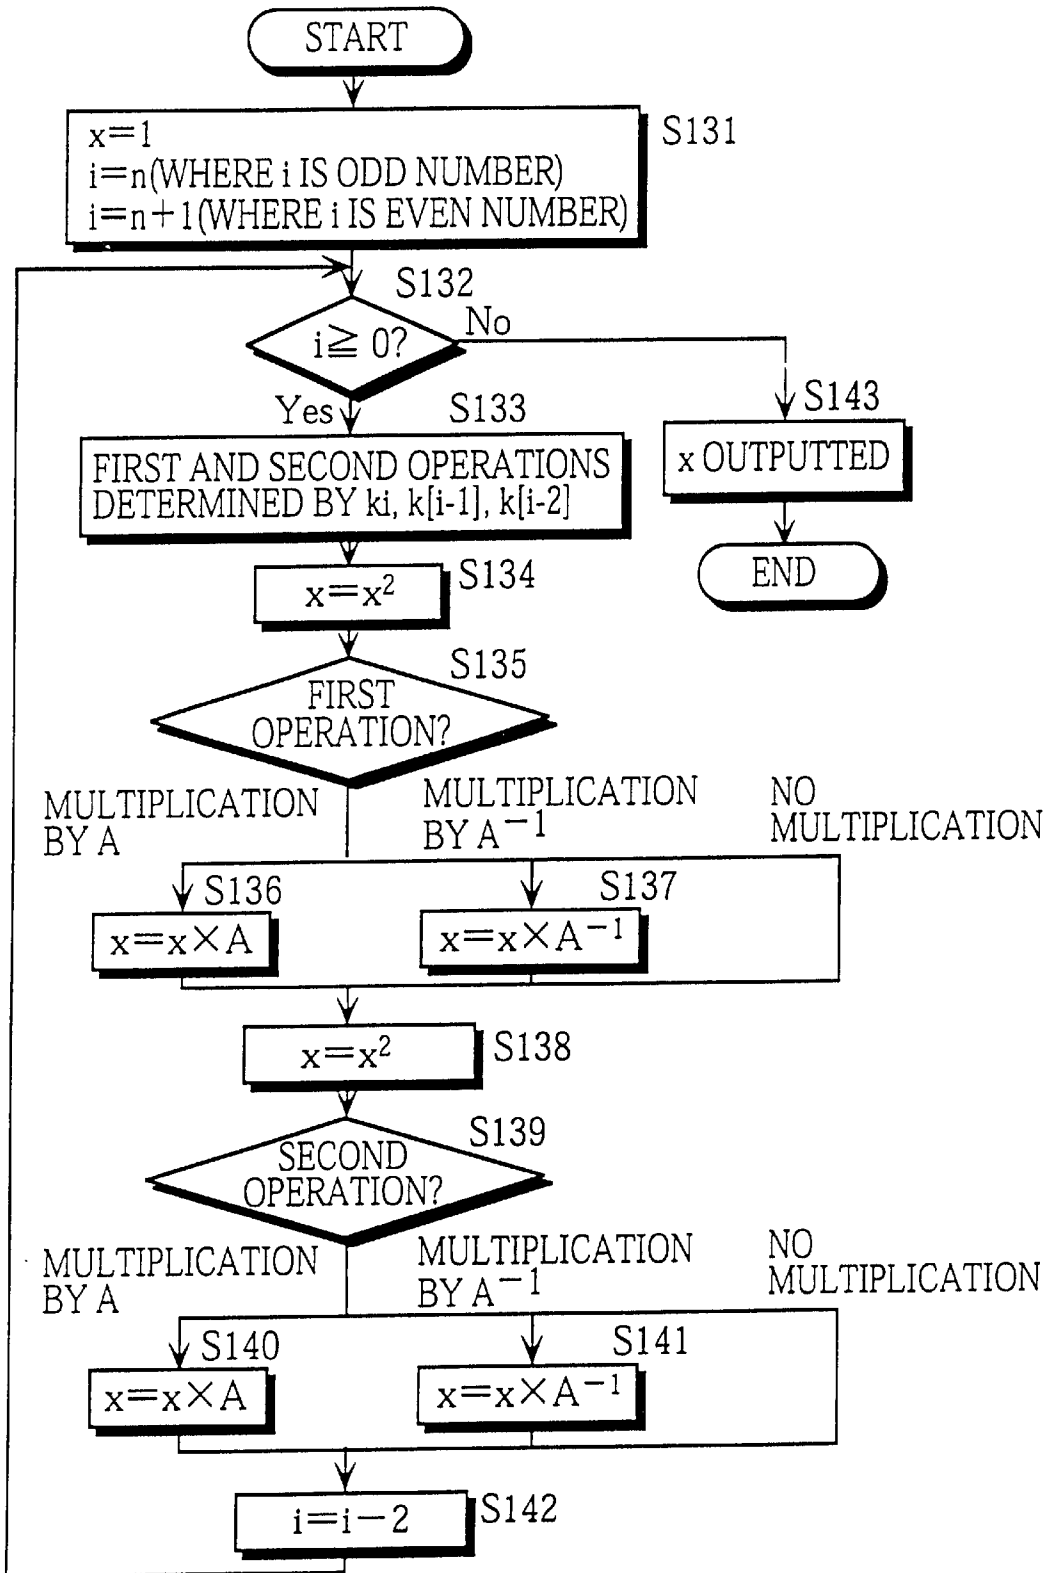 START
S131
x=1
i=n(WHERE i IS ODD NUMBER)
i=n+1(WHERE i IS EVEN NUMBER)
S132
i≧ 0?
No
Yes
S133
S143
FIRST AND SECOND OPERATIONS
DETERMINED BY ki, k[i-1], k[i-2]
x OUTPUTTED
S134
x=x²
END
S135
FIRST
OPERATION?
MULTIPLICATION
BY A
MULTIPLICATION
BY A⁻¹
NO
MULTIPLICATION
S136
S137
x=x×A
x=x×A⁻¹
x=x²
S138
S139
SECOND
OPERATION?
MULTIPLICATION
BY A
MULTIPLICATION
BY A⁻¹
NO
MULTIPLICATION
S140
S141
x=x×A
x=x×A⁻¹
i=i-2
S142